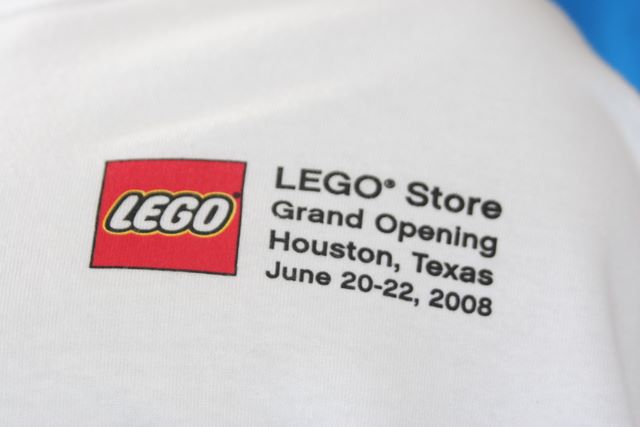 LEGO
LEGO® Store
Grand Opening
Houston, Texas
June 20-22, 2008